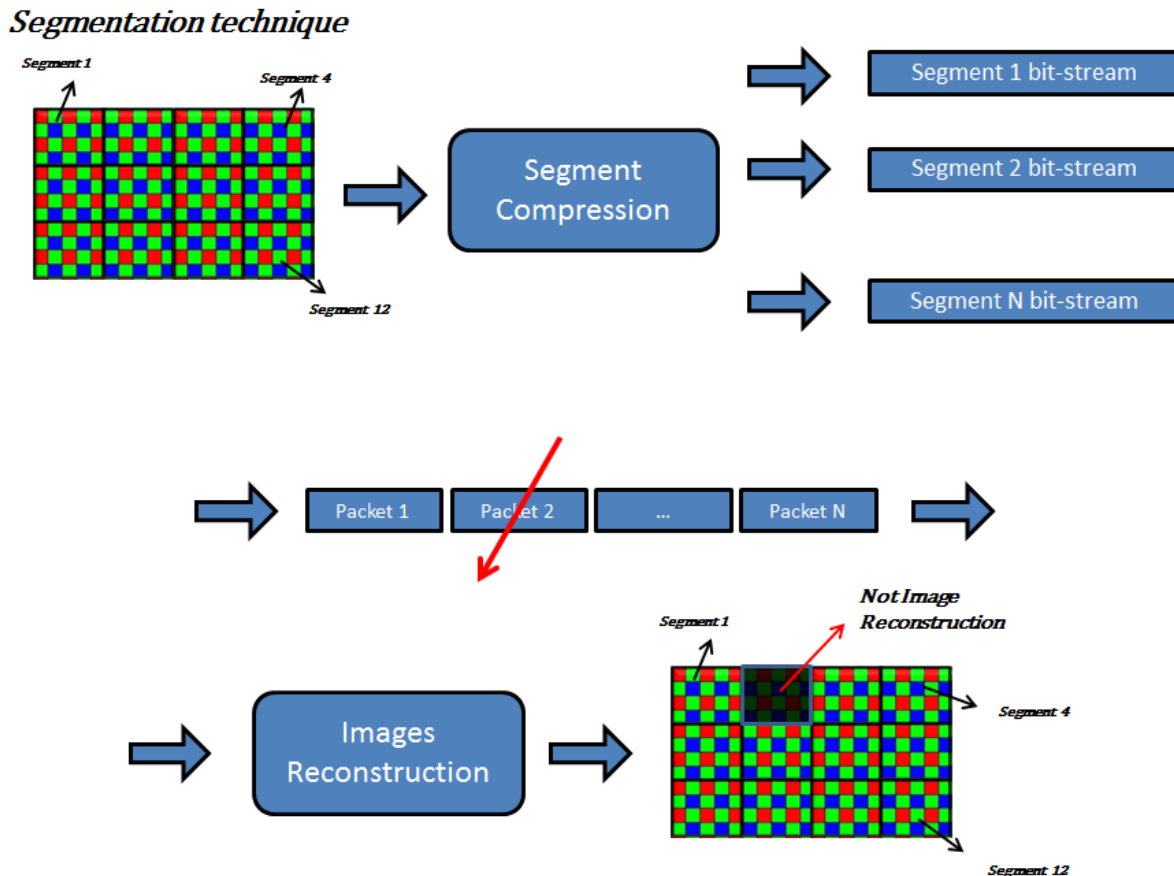 Segmentation technique
Segment 1
Segment 4
Segment 12
Segment
Compression
Segment 1 bit-stream
Segment 2 bit-stream
Segment N bit-stream
Packet 1
Packet 2
...
Packet N
Images
Reconstruction
Not Image
Reconstruction
Segment 1
Segment 4
Segment 12